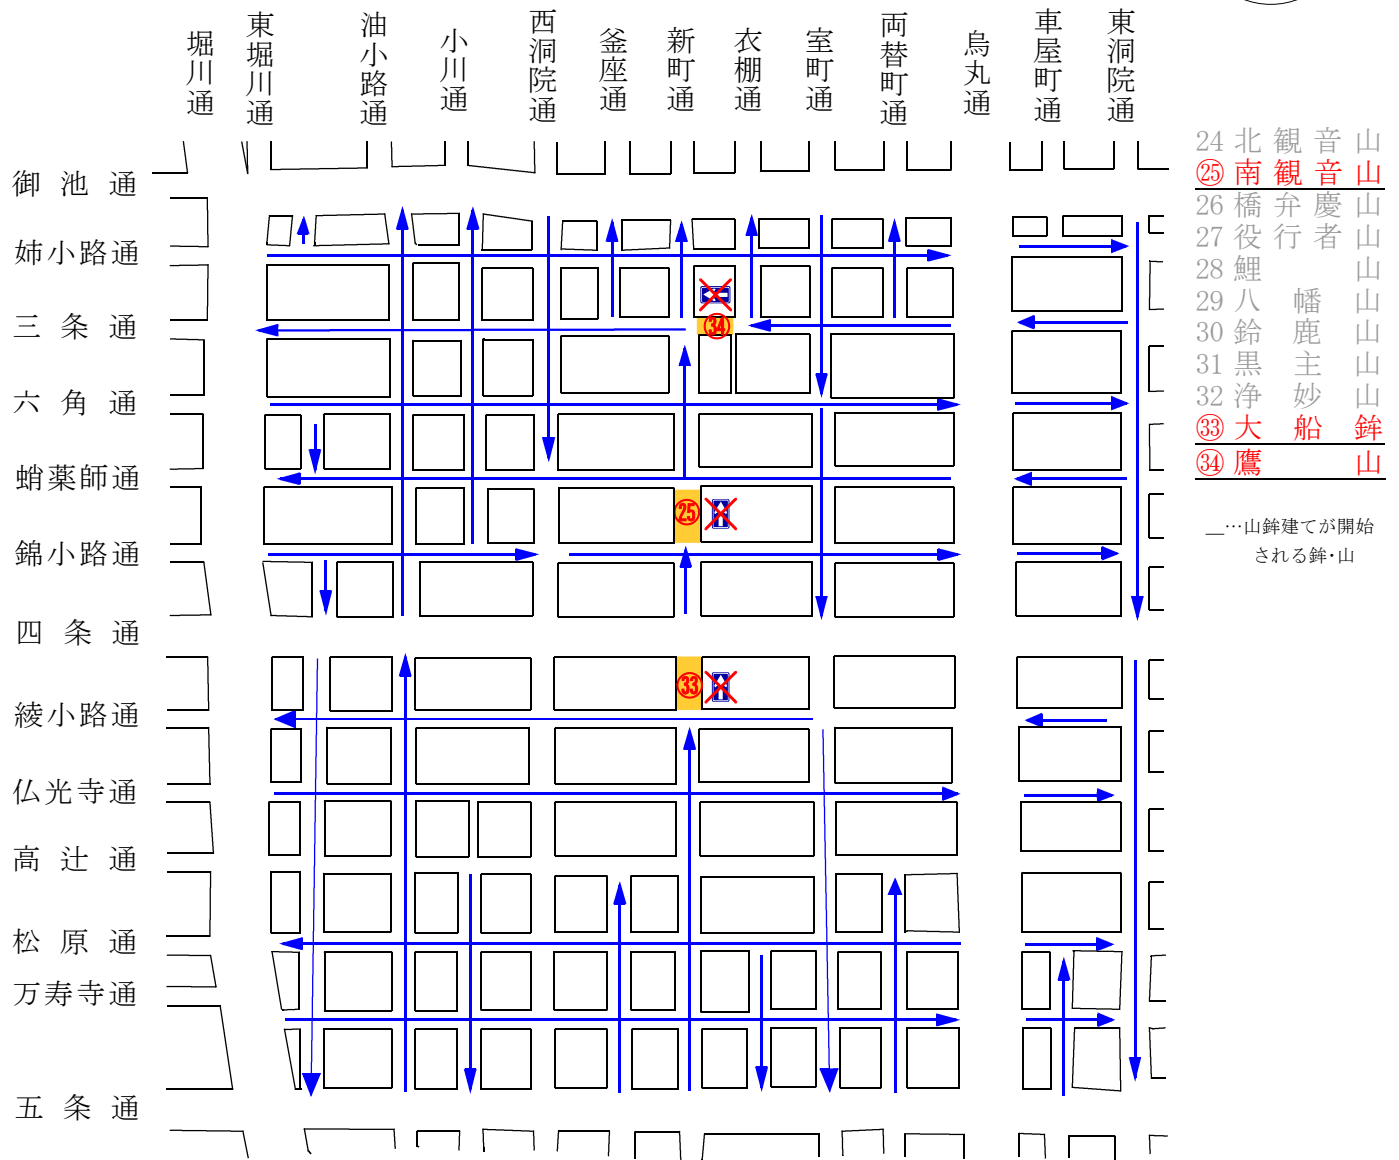 堀川通
東堀川通
油小路通
小川通
西洞院通
釜座通
新町通
衣棚通
室町通
両替町通
烏丸通
車屋町通
東洞院通
御池通
姉小路通
三条通
六角通
蛸薬師通
錦小路通
四条通
綾小路通
仏光寺通
高辻通
松原通
万寿寺通
五条通
㉞
㉕
㉝
24 北観音山
㉕ 南観音山
26 橋弁慶山
27 役行者山
28 鯉山
29 八幡山
30 鈴鹿山
31 黒主山
32 浄妙山
㉝ 大船鉾
㉞ 鷹山
＿…山鉾建てが開始
される鉾・山